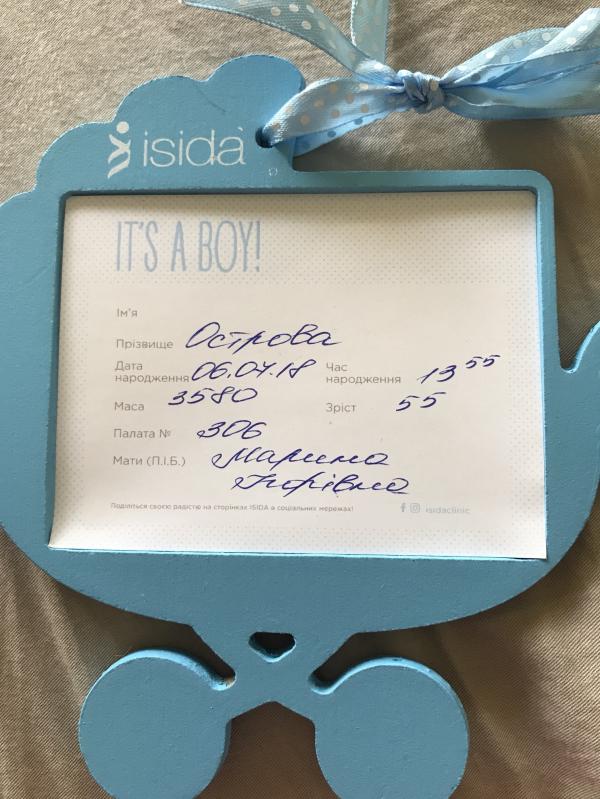 isida
IT'S A BOY!
Ім'я
Прізвище Острова
Дата народження 06.04.18 Час народження 13 55
Маса 3580 Зріст 55
Палата № 306
Мати (П.І.Б.) Марина
Ігорівна
Поділіться своєю радістю на сторінках ISIDA в соціальних мережах! isidaclinic